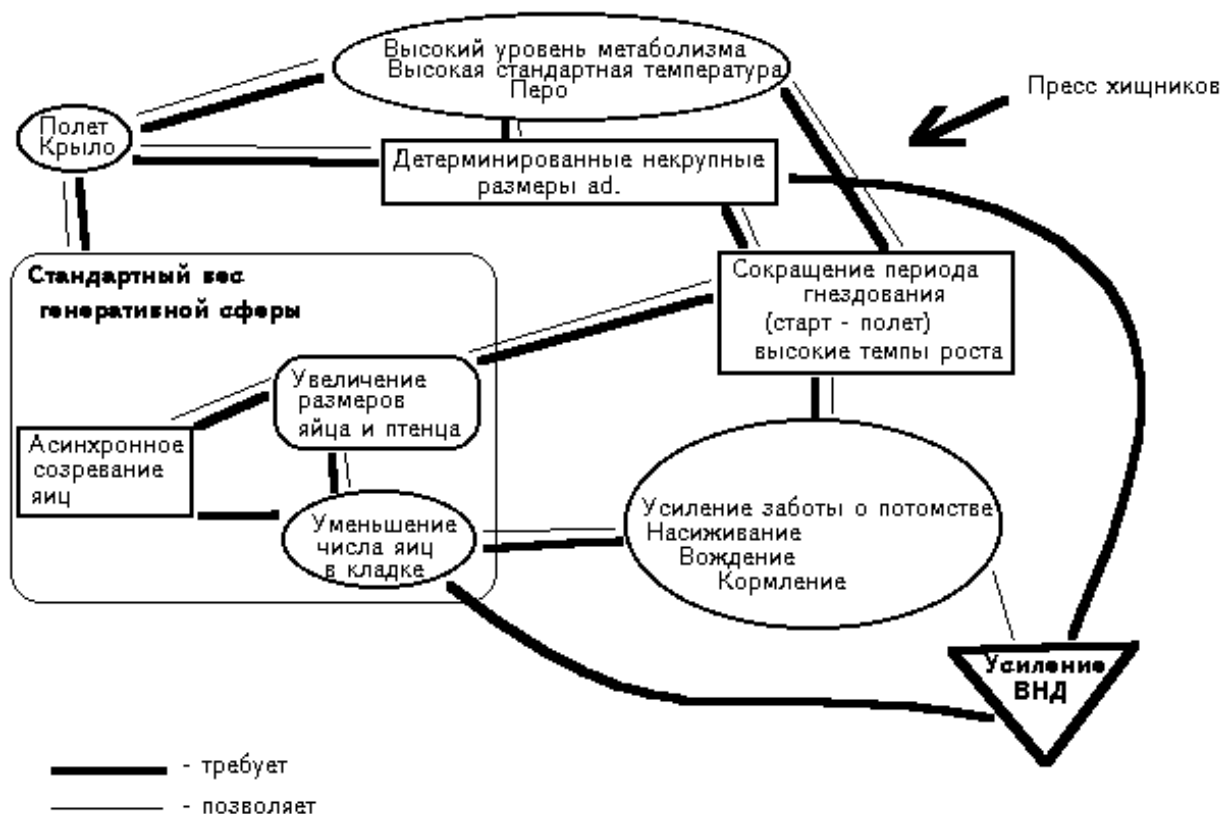 Высокий уровень метаболизма
Высокая стандартная температура
Перо
Пресс хищников
Полет
Крыло
Детерминированные некрупные
размеры ad.
Стандартный вес
генеративной сферы
Сокращение периода
гнездования
(старт - полет)
высокие темпы роста
Увеличение
размеров
яйца и птенца
Асинхронное
созревание
яиц
Уменьшение
числа яиц
в кладке
Усиление заботы о потомстве
Насиживание
Вождение
Кормление
Усиление
ВНД
- требует
- позволяет